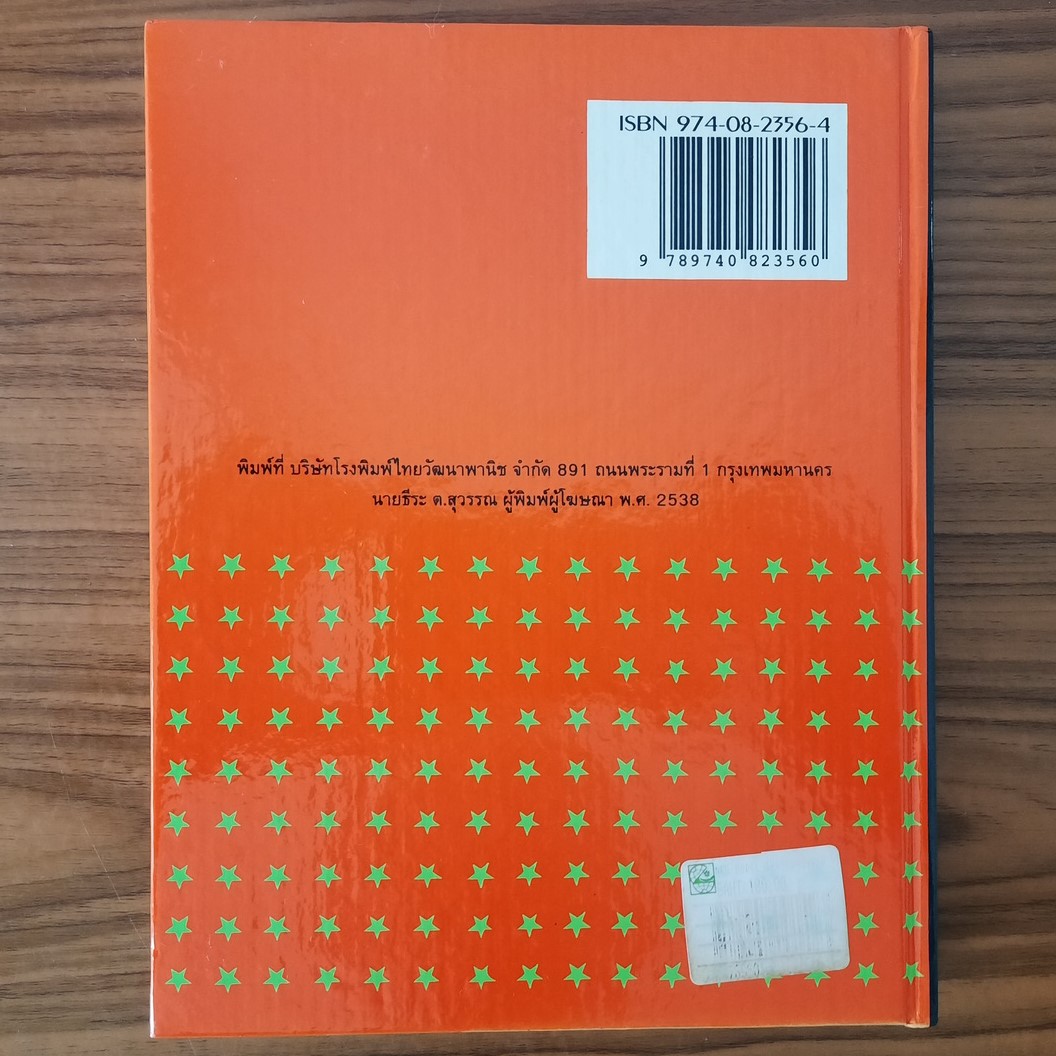 ISBN 974-08-2356-4
9 789740 823560
พิมพ์ที่ บริษัทโรงพิมพ์ไทยวัฒนาพานิช จำกัด 891 ถนนพระรามที่ 1 กรุงเทพมหานคร
นายธีระ ต.สุวรรณ ผู้พิมพ์ผู้โฆษณา พ.ศ. 2538